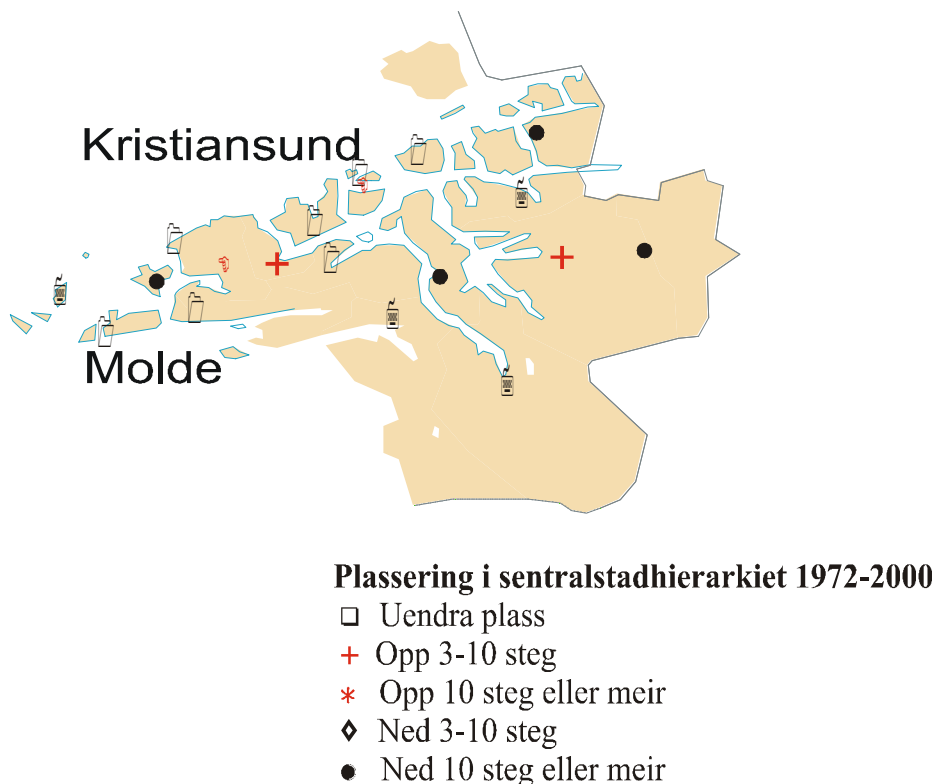 Kristiansund
Molde
Plassering i sentralstadhierarkiet 1972-2000
Uendra plass
Opp 3-10 steg
Opp 10 steg eller meir
Ned 3-10 steg
Ned 10 steg eller meir